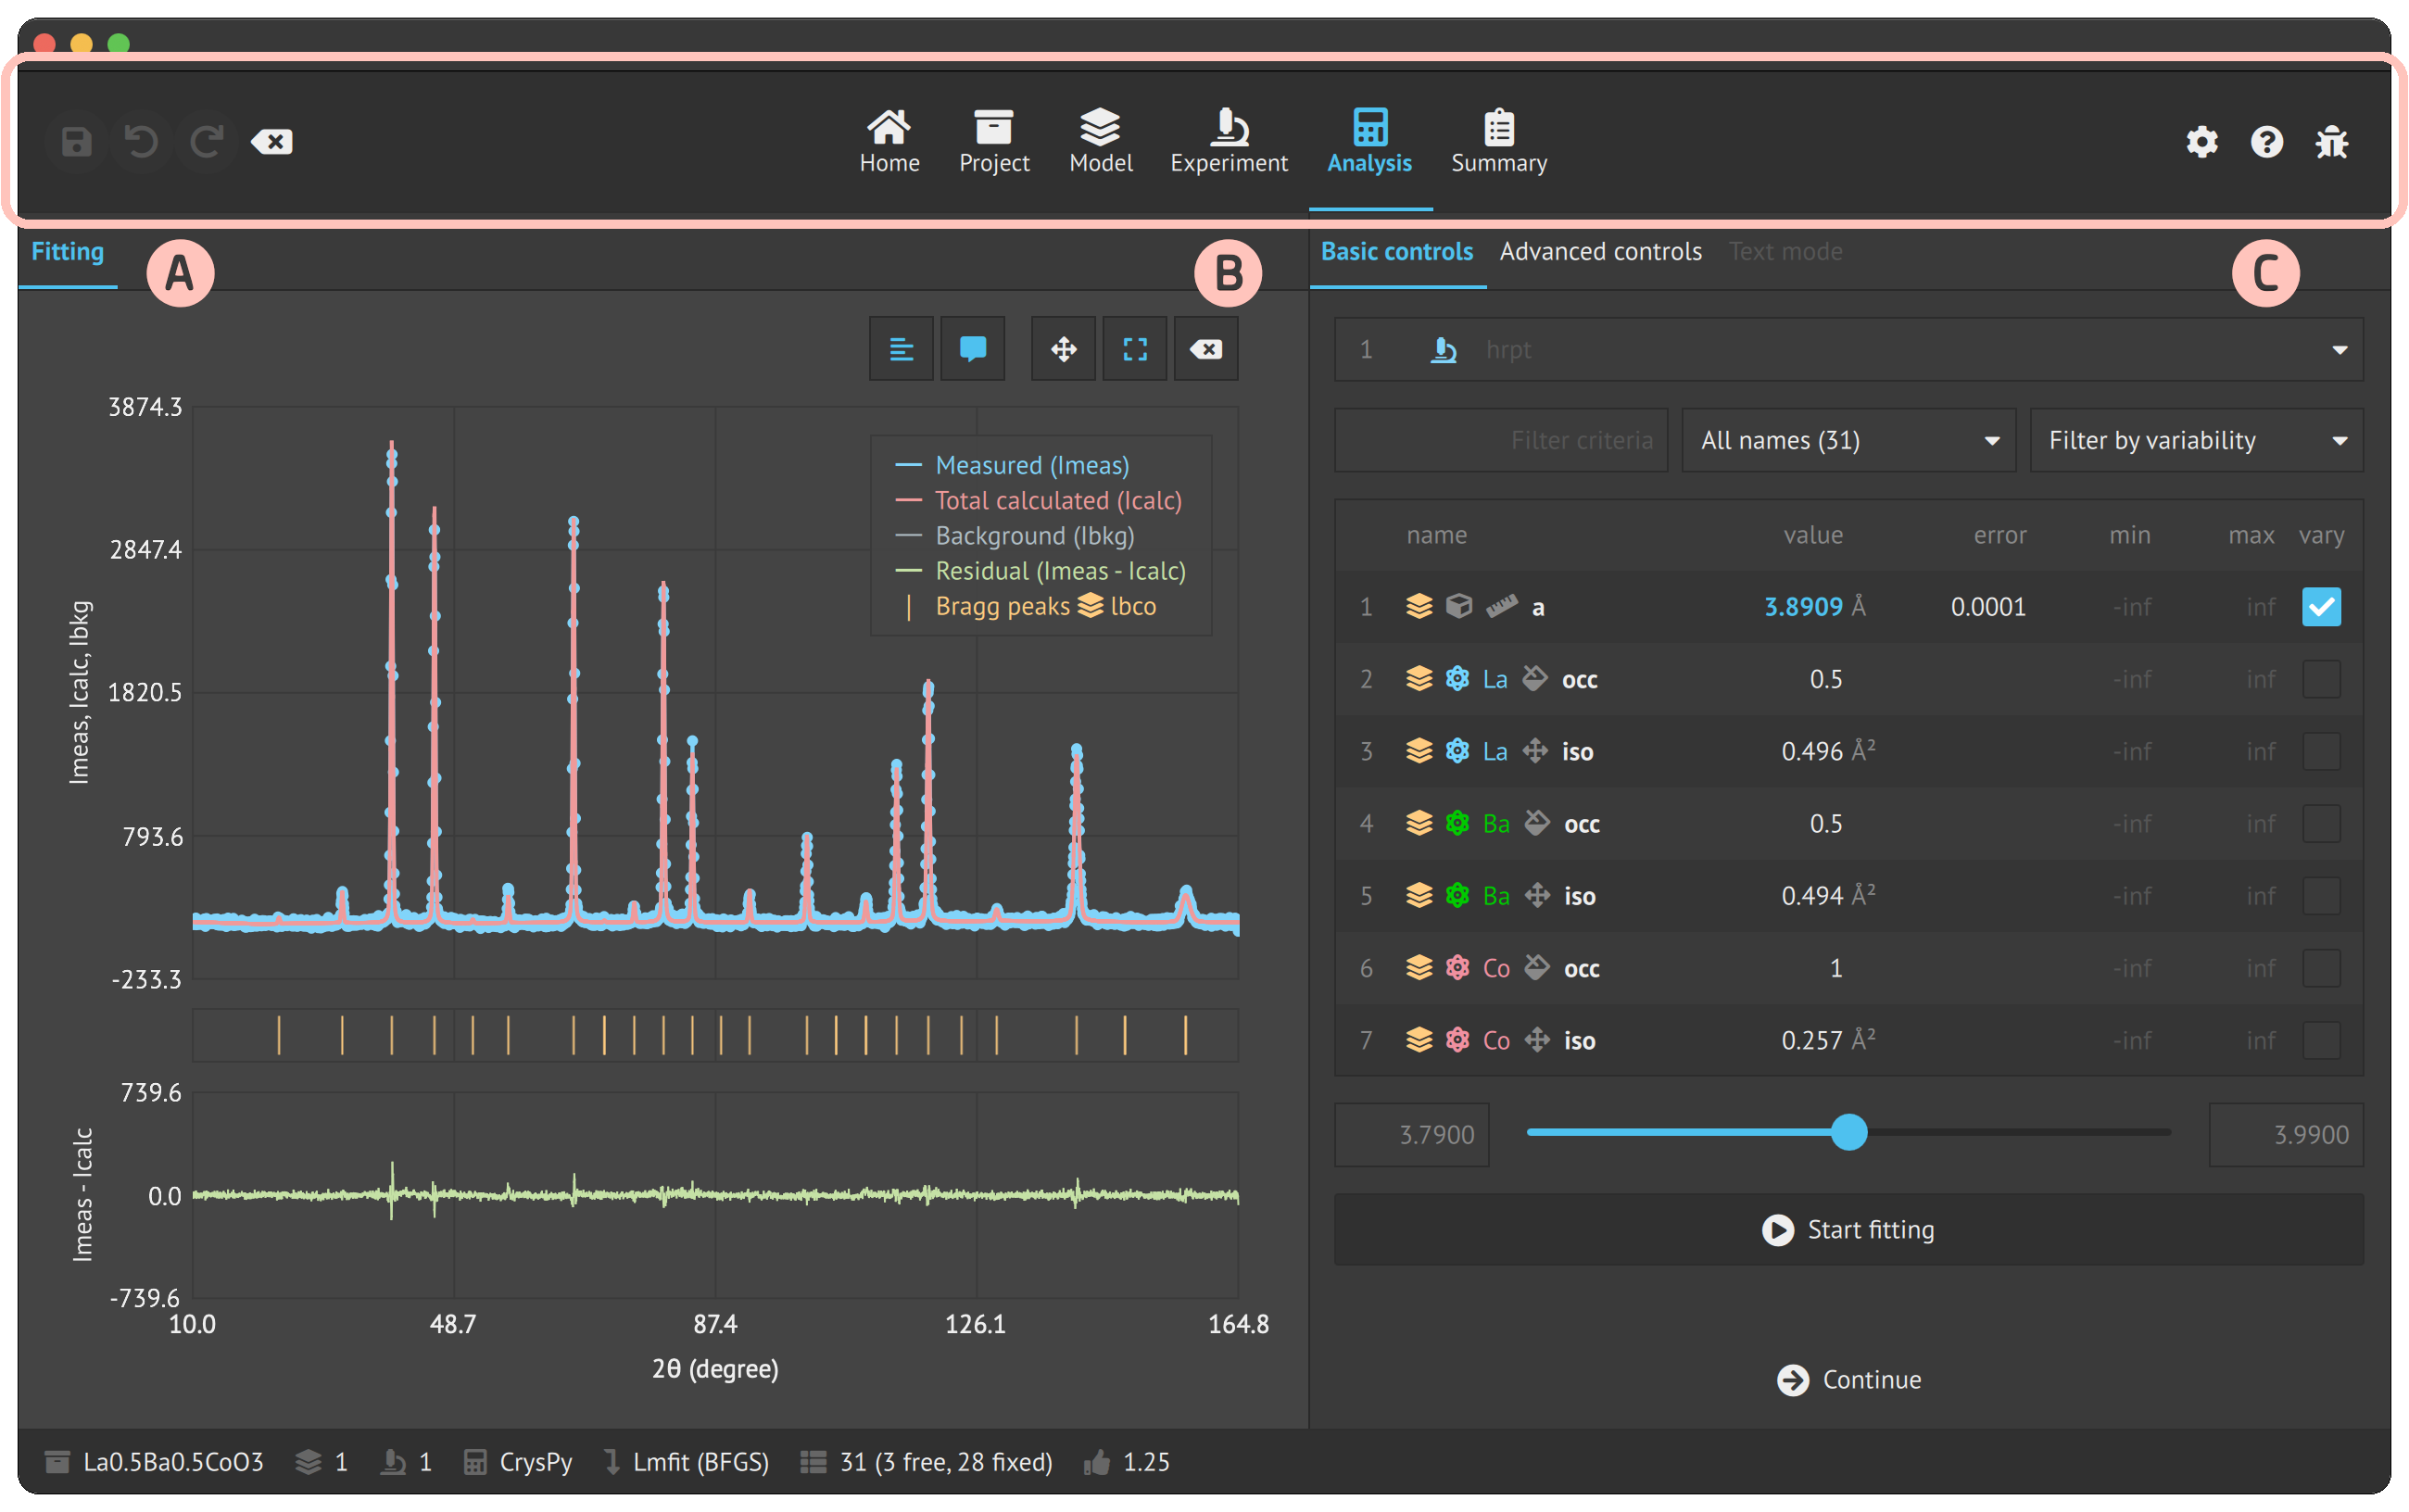 Home Project Model Experiment Analysis Summary
Fitting
A
B
Basic controls Advanced controls Text mode
C
3874.3
2847.4
1820.5
793.6
-233.3
Imeas, Icalc, Ibkg
Measured (Imeas)
Total calculated (Icalc)
Background (Ibkg)
Residual (Imeas - Icalc)
Bragg peaks lbco
739.6
0.0
-739.6
Imeas - Icalc
10.0 48.7 87.4 126.1 164.8
2θ (degree)
1 hrpt
Filter criteria All names (31) Filter by variability
name value error min max vary
1 a 3.8909 Å 0.0001 -inf inf
2 La occ 0.5 -inf inf
3 La iso 0.496 Å² -inf inf
4 Ba occ 0.5 -inf inf
5 Ba iso 0.494 Å² -inf inf
6 Co occ 1 -inf inf
7 Co iso 0.257 Å² -inf inf
3.7900 3.9900
Start fitting
Continue
La0.5Ba0.5CoO3 1 1 CrysPy Lmfit (BFGS) 31 (3 free, 28 fixed) 1.25